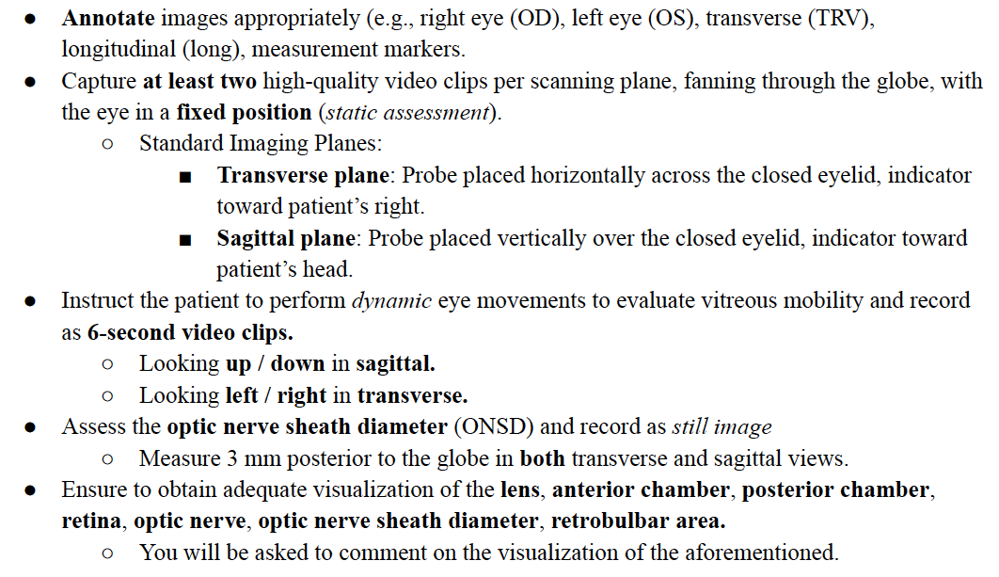 ● Annotate images appropriately (e.g., right eye (OD), left eye (OS), transverse (TRV),
longitudinal (long), measurement markers.
● Capture at least two high-quality video clips per scanning plane, fanning through the globe, with
the eye in a fixed position (static assessment).
○ Standard Imaging Planes:
■ Transverse plane: Probe placed horizontally across the closed eyelid, indicator
toward patient’s right.
■ Sagittal plane: Probe placed vertically over the closed eyelid, indicator toward
patient’s head.
● Instruct the patient to perform dynamic eye movements to evaluate vitreous mobility and record
as 6-second video clips.
○ Looking up / down in sagittal.
○ Looking left / right in transverse.
● Assess the optic nerve sheath diameter (ONSD) and record as still image
○ Measure 3 mm posterior to the globe in both transverse and sagittal views.
● Ensure to obtain adequate visualization of the lens, anterior chamber, posterior chamber,
retina, optic nerve, optic nerve sheath diameter, retrobulbar area.
○ You will be asked to comment on the visualization of the aforementioned.